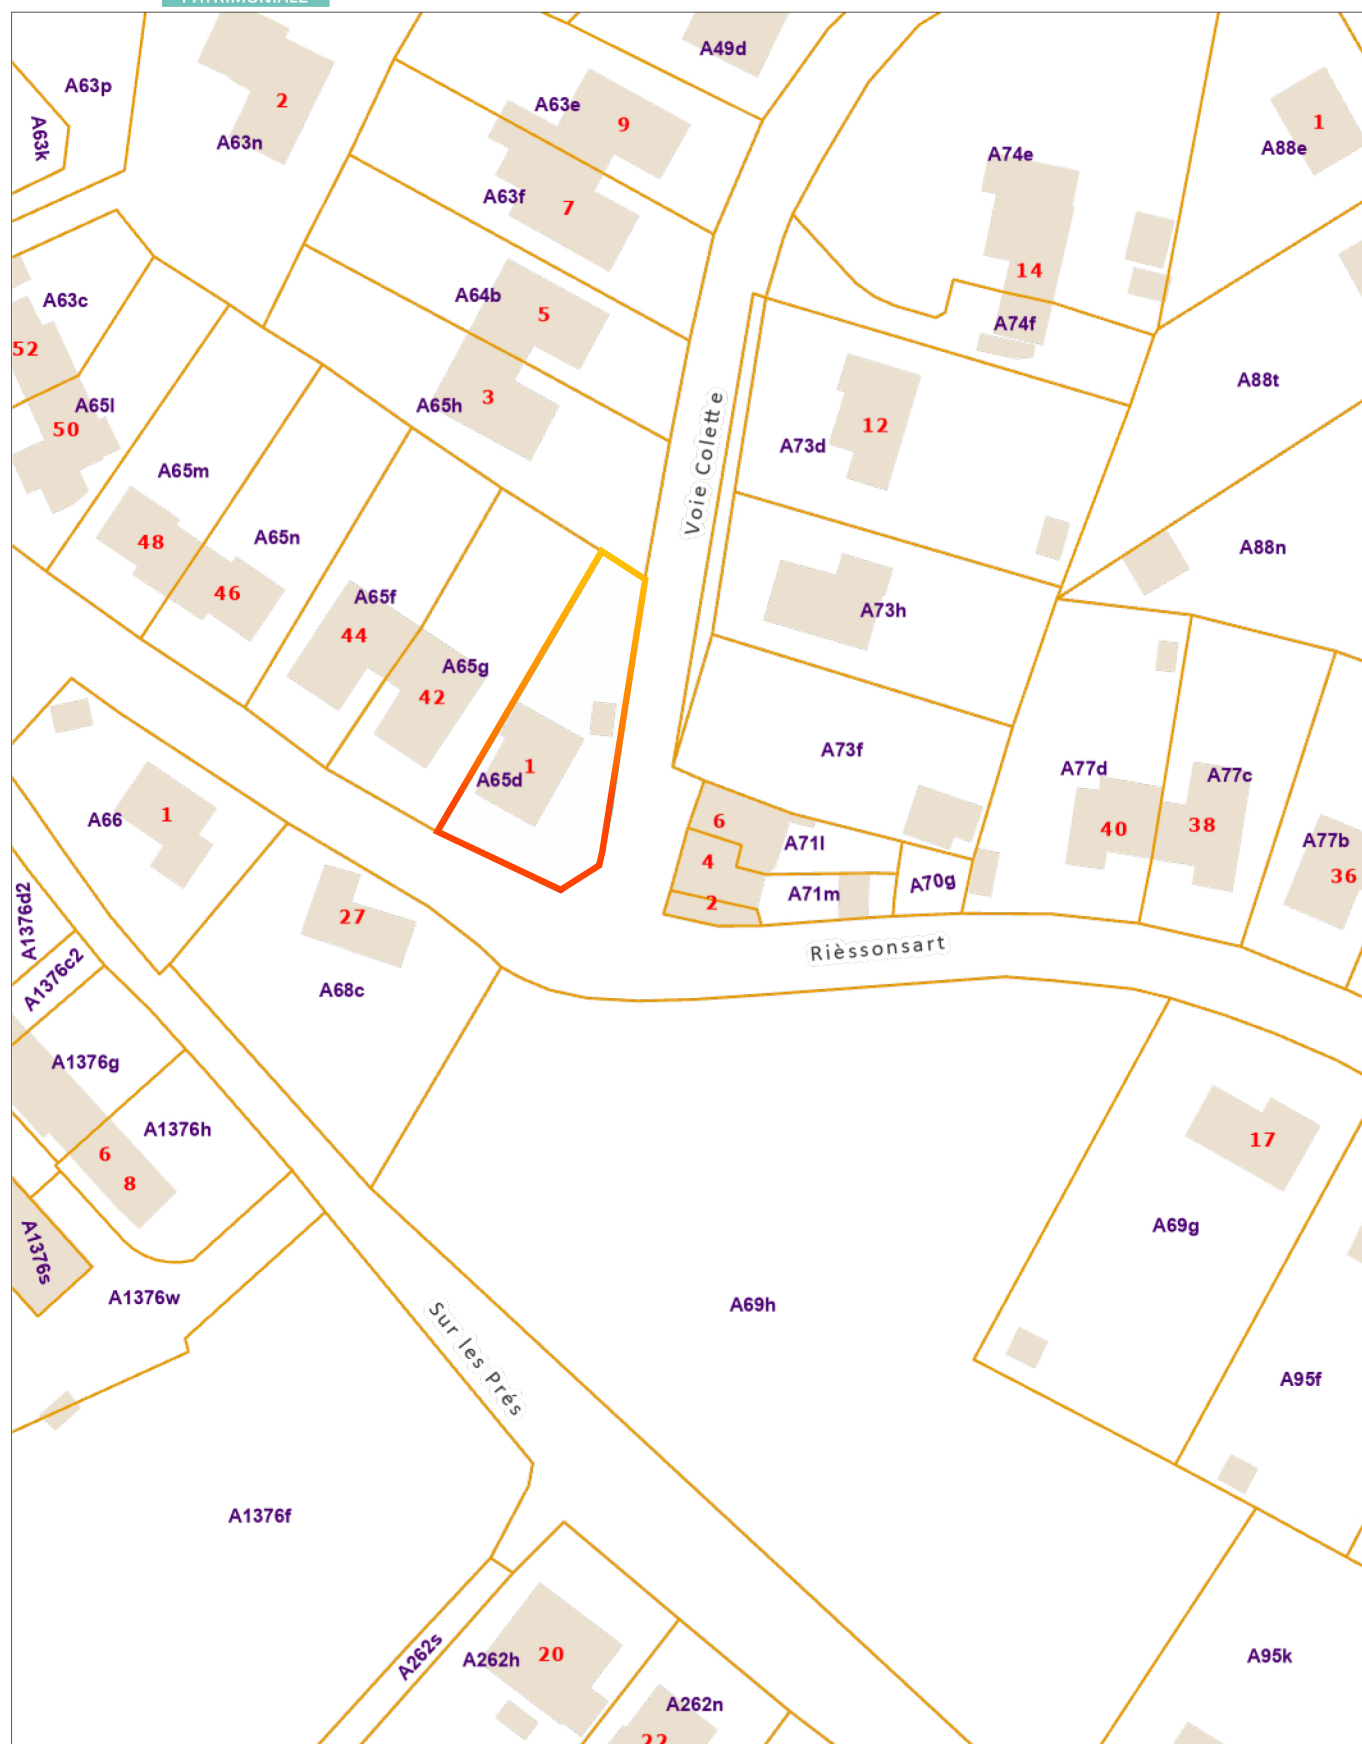 PATRIMONIALE
A49d
A63p
2
A63e
9
1
A63k
A63n
A88e
A74e
A63f
7
14
A63c
A64b
5
A74f
52
A88t
3
A65l
A65h
50
Voie Colette
12
A73d
A65m
48
A65n
A88n
46
A65f
A73h
44
A65g
42
A73f
1
A65d
A77d
A77c
A66
1
6
40
38
A71l
A77b
4
36
A71m
A70g
2
27
A1376d2
Rièssonsart
A1376c2
A68c
A1376g
A1376h
6
8
17
A1376s
A69g
A1376w
A69h
Sur les Prés
A95f
A1376f
A262s
A262h
20
A95k
A262n
22